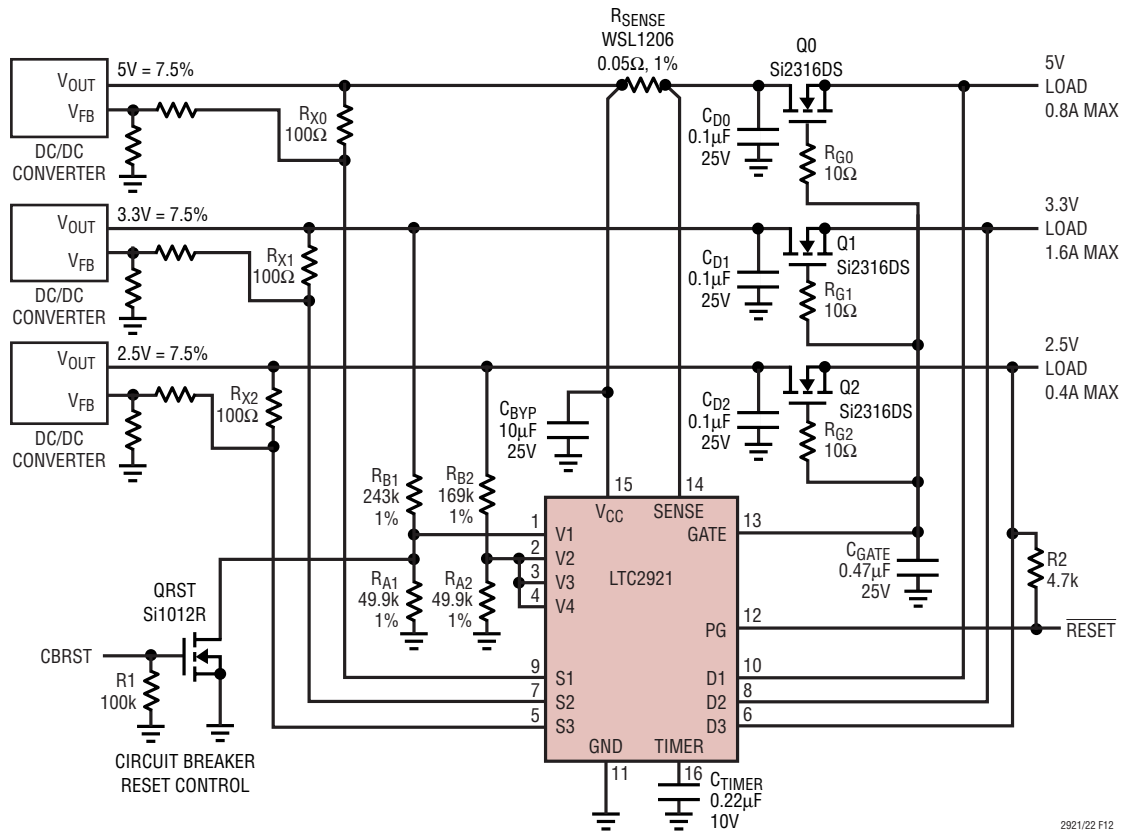 RSENSE
WSL1206
0.05Ω, 1%
Q0
Si2316DS
5V
LOAD
0.8A MAX
VOUT
5V = 7.5%
VFB
DC/DC
CONVERTER
RX0
100Ω
CD0
0.1µF
25V
RG0
10Ω
3.3V
LOAD
1.6A MAX
VOUT
3.3V = 7.5%
VFB
DC/DC
CONVERTER
RX1
100Ω
CD1
0.1µF
25V
Q1
Si2316DS
RG1
10Ω
2.5V
LOAD
0.4A MAX
VOUT
2.5V = 7.5%
VFB
DC/DC
CONVERTER
RX2
100Ω
CBYP
10µF
25V
CD2
0.1µF
25V
Q2
Si2316DS
RG2
10Ω
RB1
243k
1%
RB2
169k
1%
15
14
VCC
SENSE
1
V1
2
V2
3
V3
4
V4
LTC2921
GATE
13
CGATE
0.47µF
25V
R2
4.7k
RA1
49.9k
1%
RA2
49.9k
1%
QRST
Si1012R
PG
12
RESET
CBRST
R1
100k
9
S1
7
S2
5
S3
D1
10
D2
8
D3
6
GND
TIMER
11
16
CTIMER
0.22µF
10V
CIRCUIT BREAKER
RESET CONTROL
2921/22 F12